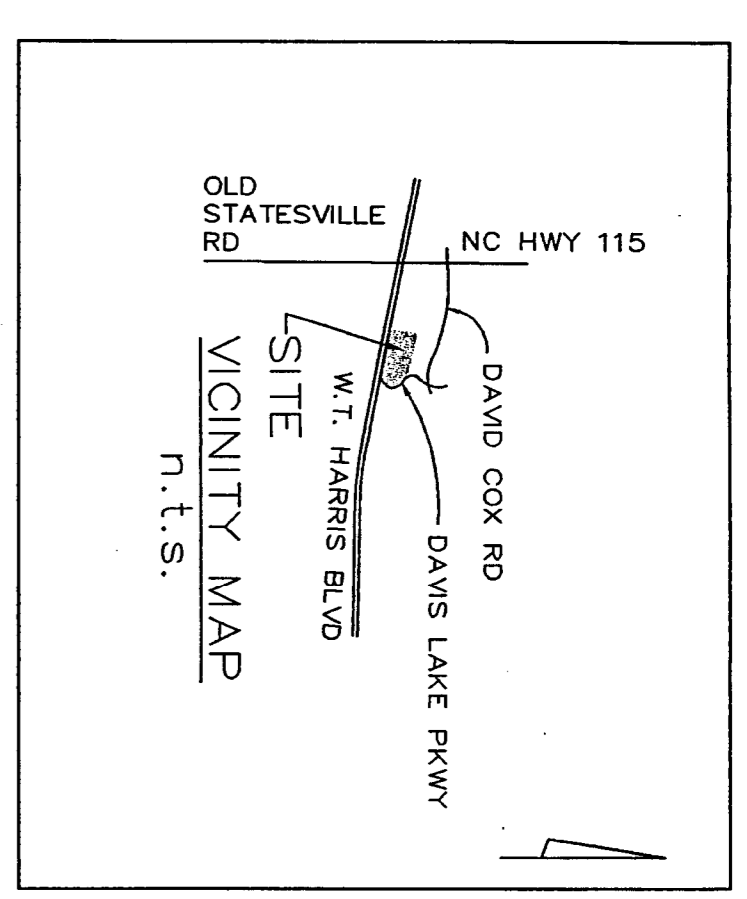 OLD
STATESVILLE
RD
NC HWY 115
DAVID COX RD
DAVIS LAKE PKWY
W.T. HARRIS BLVD
SITE
VICINITY MAP
n.t.s.